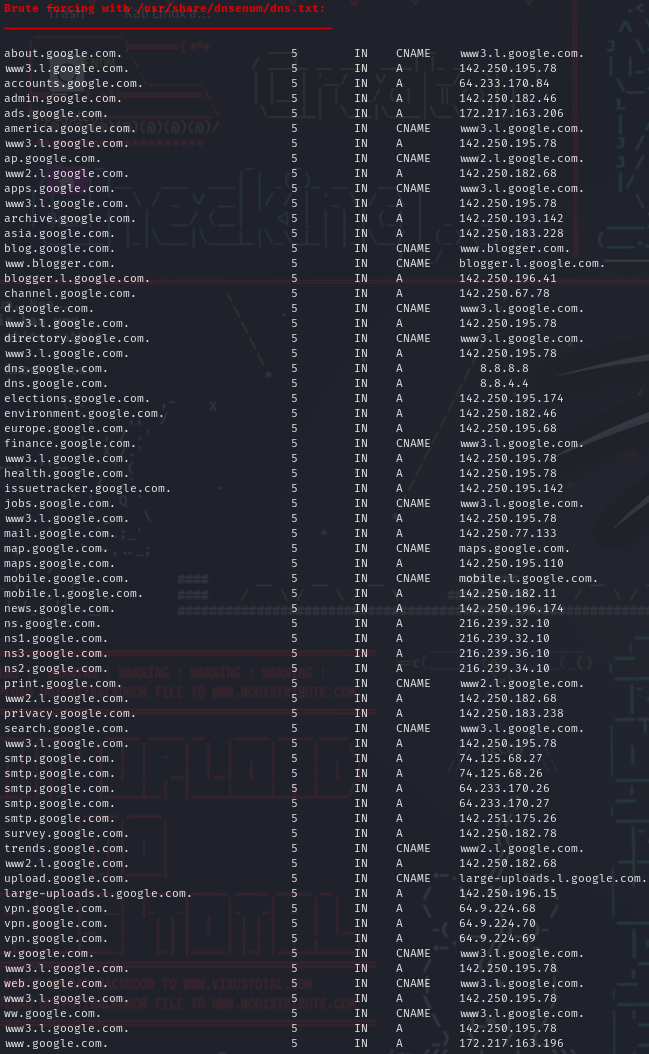 Brute forcing with /usr/share/dnsenum/dns.txt:
about.google.com. 5 IN CNAME www3.l.google.com.
www3.l.google.com. 5 IN A 142.250.195.78
accounts.google.com. 5 IN A 64.233.170.84
admin.google.com. 5 IN A 142.250.182.46
ads.google.com. 5 IN A 172.217.163.206
america.google.com. 5 IN CNAME www3.l.google.com.
www3.l.google.com. 5 IN A 142.250.195.78
ap.google.com. 5 IN CNAME www2.l.google.com.
www2.l.google.com. 5 IN A 142.250.182.68
apps.google.com. 5 IN CNAME www3.l.google.com.
www3.l.google.com. 5 IN A 142.250.195.78
archive.google.com. 5 IN A 142.250.193.142
asia.google.com. 5 IN A 142.250.183.228
blog.google.com. 5 IN CNAME www.blogger.com.
www.blogger.com. 5 IN CNAME blogger.l.google.com.
blogger.l.google.com. 5 IN A 142.250.196.41
channel.google.com. 5 IN A 142.250.67.78
d.google.com. 5 IN CNAME www3.l.google.com.
www3.l.google.com. 5 IN A 142.250.195.78
directory.google.com. 5 IN CNAME www3.l.google.com.
www3.l.google.com. 5 IN A 142.250.195.78
dns.google.com. 5 IN A 8.8.8.8
dns.google.com. 5 IN A 8.8.4.4
elections.google.com. 5 IN A 142.250.195.174
environment.google.com. 5 IN A 142.250.182.46
europe.google.com. 5 IN A 142.250.195.68
finance.google.com. 5 IN CNAME www3.l.google.com.
www3.l.google.com. 5 IN A 142.250.195.78
health.google.com. 5 IN A 142.250.195.78
issuetracker.google.com. 5 IN A 142.250.195.142
jobs.google.com. 5 IN CNAME www3.l.google.com.
www3.l.google.com. 5 IN A 142.250.195.78
mail.google.com. 5 IN A 142.250.77.133
map.google.com. 5 IN CNAME maps.google.com.
maps.google.com. 5 IN A 142.250.195.110
mobile.google.com. 5 IN CNAME mobile.l.google.com.
mobile.l.google.com. 5 IN A 142.250.182.11
news.google.com. 5 IN A 142.250.196.174
ns.google.com. 5 IN A 216.239.32.10
ns1.google.com. 5 IN A 216.239.32.10
ns3.google.com. 5 IN A 216.239.36.10
ns2.google.com. 5 IN A 216.239.34.10
print.google.com. 5 IN CNAME www2.l.google.com.
www2.l.google.com. 5 IN A 142.250.182.68
privacy.google.com. 5 IN A 142.250.183.238
search.google.com. 5 IN CNAME www3.l.google.com.
www3.l.google.com. 5 IN A 142.250.195.78
smtp.google.com. 5 IN A 74.125.68.27
smtp.google.com. 5 IN A 74.125.68.26
smtp.google.com. 5 IN A 64.233.170.26
smtp.google.com. 5 IN A 64.233.170.27
smtp.google.com. 5 IN A 142.251.175.26
survey.google.com. 5 IN A 142.250.182.78
trends.google.com. 5 IN CNAME www2.l.google.com.
www2.l.google.com. 5 IN A 142.250.182.68
upload.google.com. 5 IN CNAME large-uploads.l.google.com.
large-uploads.l.google.com. 5 IN A 142.250.196.15
vpn.google.com. 5 IN A 64.9.224.68
vpn.google.com. 5 IN A 64.9.224.70
vpn.google.com. 5 IN A 64.9.224.69
w.google.com. 5 IN CNAME www3.l.google.com.
www3.l.google.com. 5 IN A 142.250.195.78
web.google.com. 5 IN CNAME www3.l.google.com.
www3.l.google.com. 5 IN A 142.250.195.78
ww.google.com. 5 IN CNAME www3.l.google.com.
www3.l.google.com. 5 IN A 142.250.195.78
www.google.com. 5 IN A 172.217.163.196